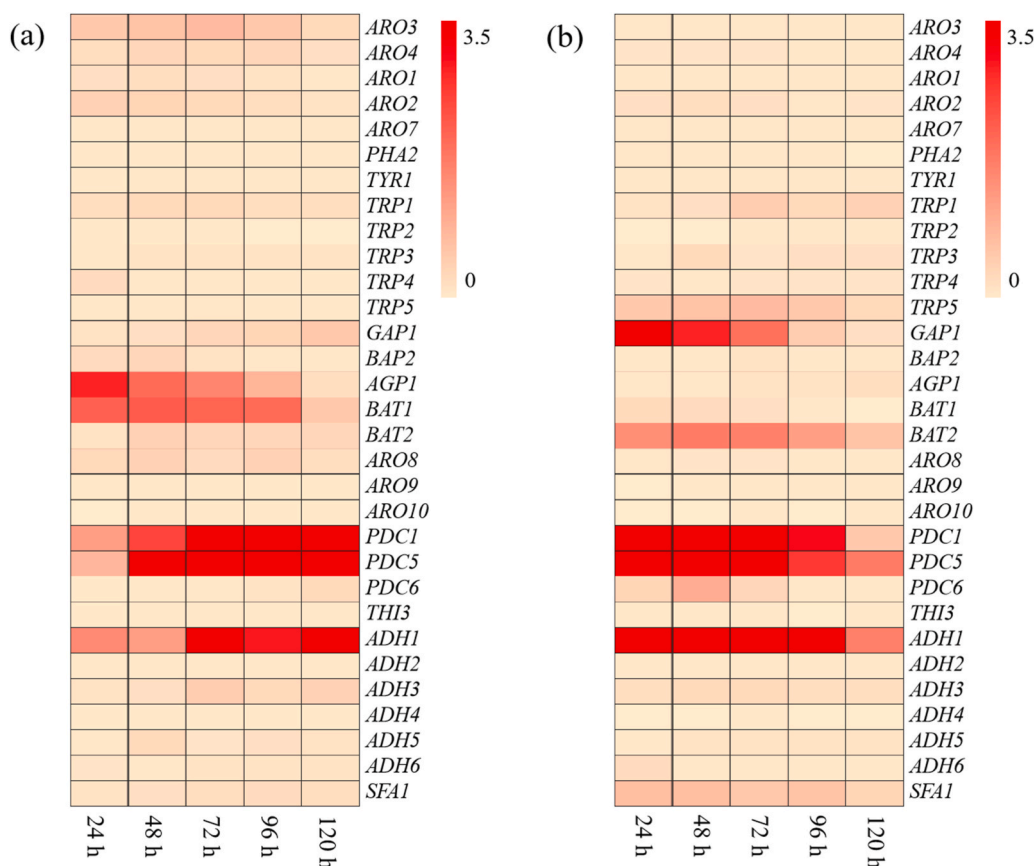 (a)
3.5
0
ARO3
ARO4
ARO1
ARO2
ARO7
PHA2
TYR1
TRP1
TRP2
TRP3
TRP4
TRP5
GAP1
BAP2
AGP1
BAT1
BAT2
ARO8
ARO9
ARO10
PDC1
PDC5
PDC6
THI3
ADH1
ADH2
ADH3
ADH4
ADH5
ADH6
SFA1
24 h
48 h
72 h
96 h
120 h
(b)
3.5
0
ARO3
ARO4
ARO1
ARO2
ARO7
PHA2
TYR1
TRP1
TRP2
TRP3
TRP4
TRP5
GAP1
BAP2
AGP1
BAT1
BAT2
ARO8
ARO9
ARO10
PDC1
PDC5
PDC6
THI3
ADH1
ADH2
ADH3
ADH4
ADH5
ADH6
SFA1
24 h
48 h
72 h
96 h
120 h